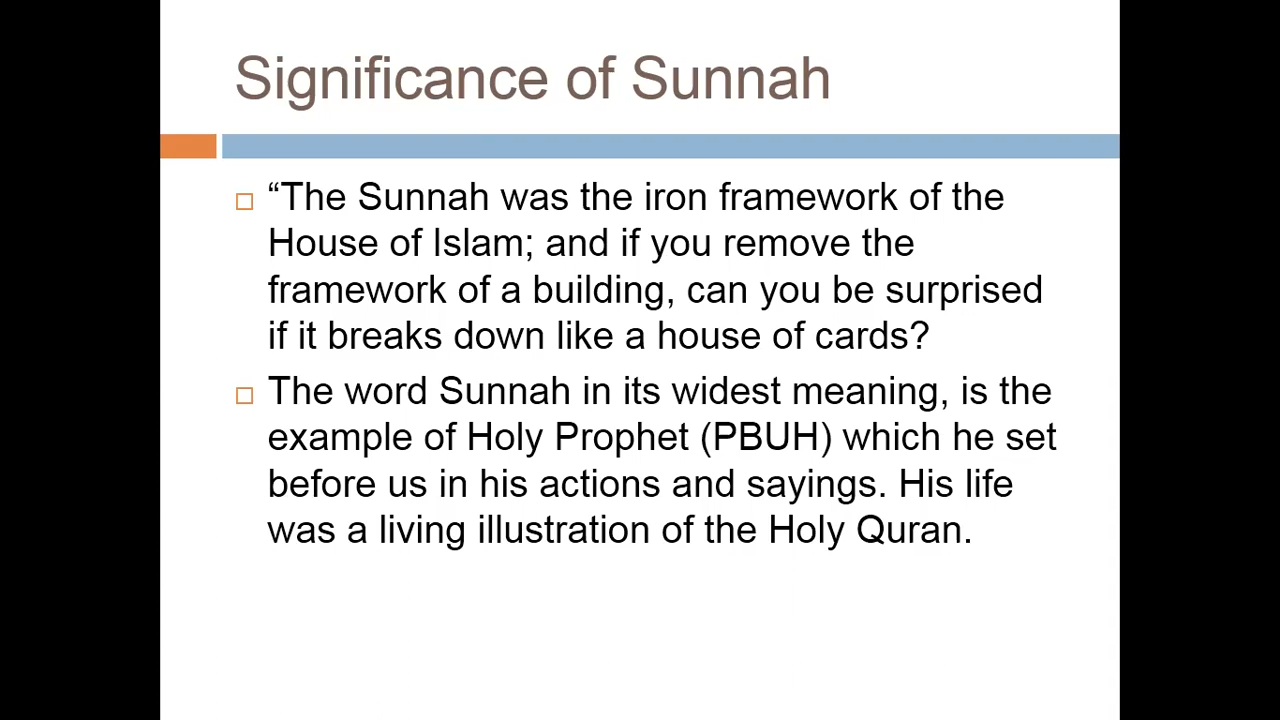 Significance of Sunnah
“The Sunnah was the iron framework of the
House of Islam; and if you remove the
framework of a building, can you be surprised
if it breaks down like a house of cards?
The word Sunnah in its widest meaning, is the
example of Holy Prophet (PBUH) which he set
before us in his actions and sayings. His life
was a living illustration of the Holy Quran.